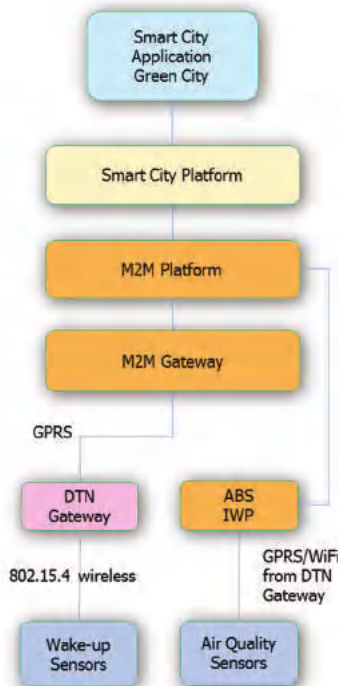 Smart City
Application
Green City
Smart City Platform
M2M Platform
M2M Gateway
GPRS
DTN
Gateway
ABS
IWP
802.15.4 wireless
GPRS/WiFi
from DTN
Gateway
Wake-up
Sensors
Air Quality
Sensors